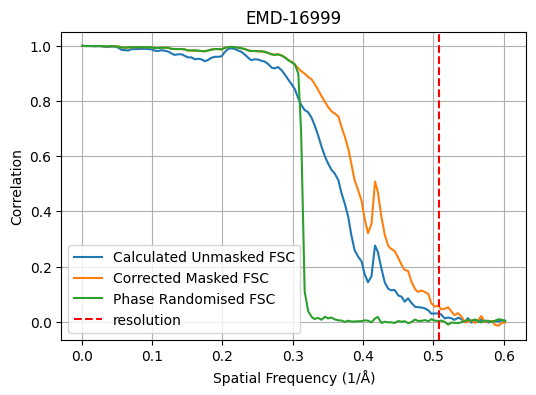 EMD-16999
1.0
0.8
0.6
0.4
0.2
0.0
Correlation
Calculated Unmasked FSC
Corrected Masked FSC
Phase Randomised FSC
resolution
0.0 0.1 0.2 0.3 0.4 0.5 0.6
Spatial Frequency (1/Å)